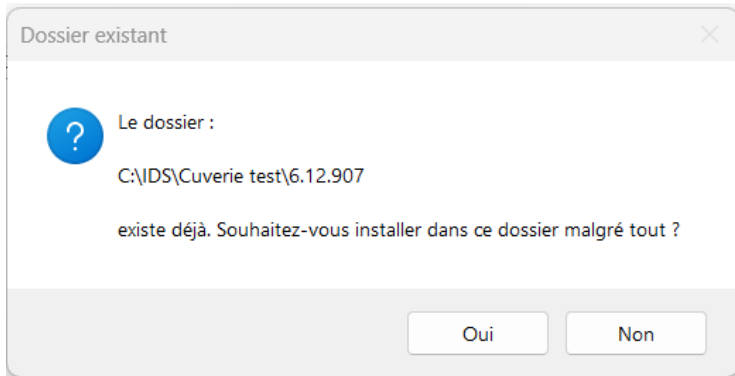 Dossier existant
?
Le dossier :
C:\IDS\Cuverie test\6.12.907
existe déjà. Souhaitez-vous installer dans ce dossier malgré tout ?
Oui
Non